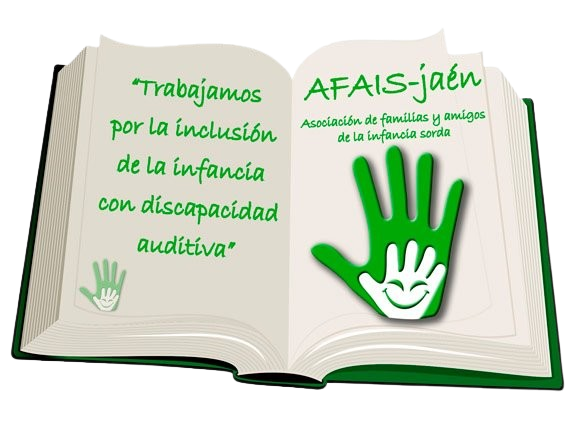 “Trabajamos
por la inclusión
de la infancia
con discapacidad
auditiva”
AFAIS-jaén
Asociación de familias y amigos
de la infancia sorda